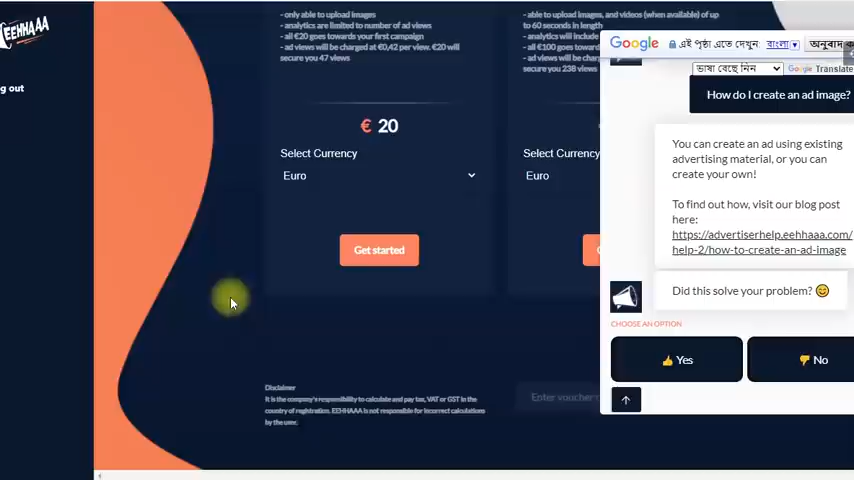 EEHHAAA
g out
- only able to upload images
- analytics are limited to number of ad views
- all €20 goes towards your first campaign
- ad views will be charged at €0,42 per view. €20 will
secure you 47 views
€ 20
Select Currency
Euro
Get started
- able to upload images, and videos (when available) of up
to 60 seconds in length
- analytics will include
- all €100 goes toward
- ad views will be charg
secure you 238 views
Select Currency
Euro
Disclaimer
It is the company's responsibility to calculate and pay tax, VAT or GST in the
country of registration. EEHHAAA is not responsible for incorrect calculations
by the user.
Enter voucher
Google এই পৃষ্ঠা এতে দেখুন: বাংলা
ভাষা বেছে নিন Google Translate
How do I create an ad image?
You can create an ad using existing
advertising material, or you can
create your own!
To find out how, visit our blog post
here:
https://advertiserhelp.eehhaaa.com/
help-2/how-to-create-an-ad-image
Did this solve your problem? 😊
CHOOSE AN OPTION
👍 Yes
👎 No